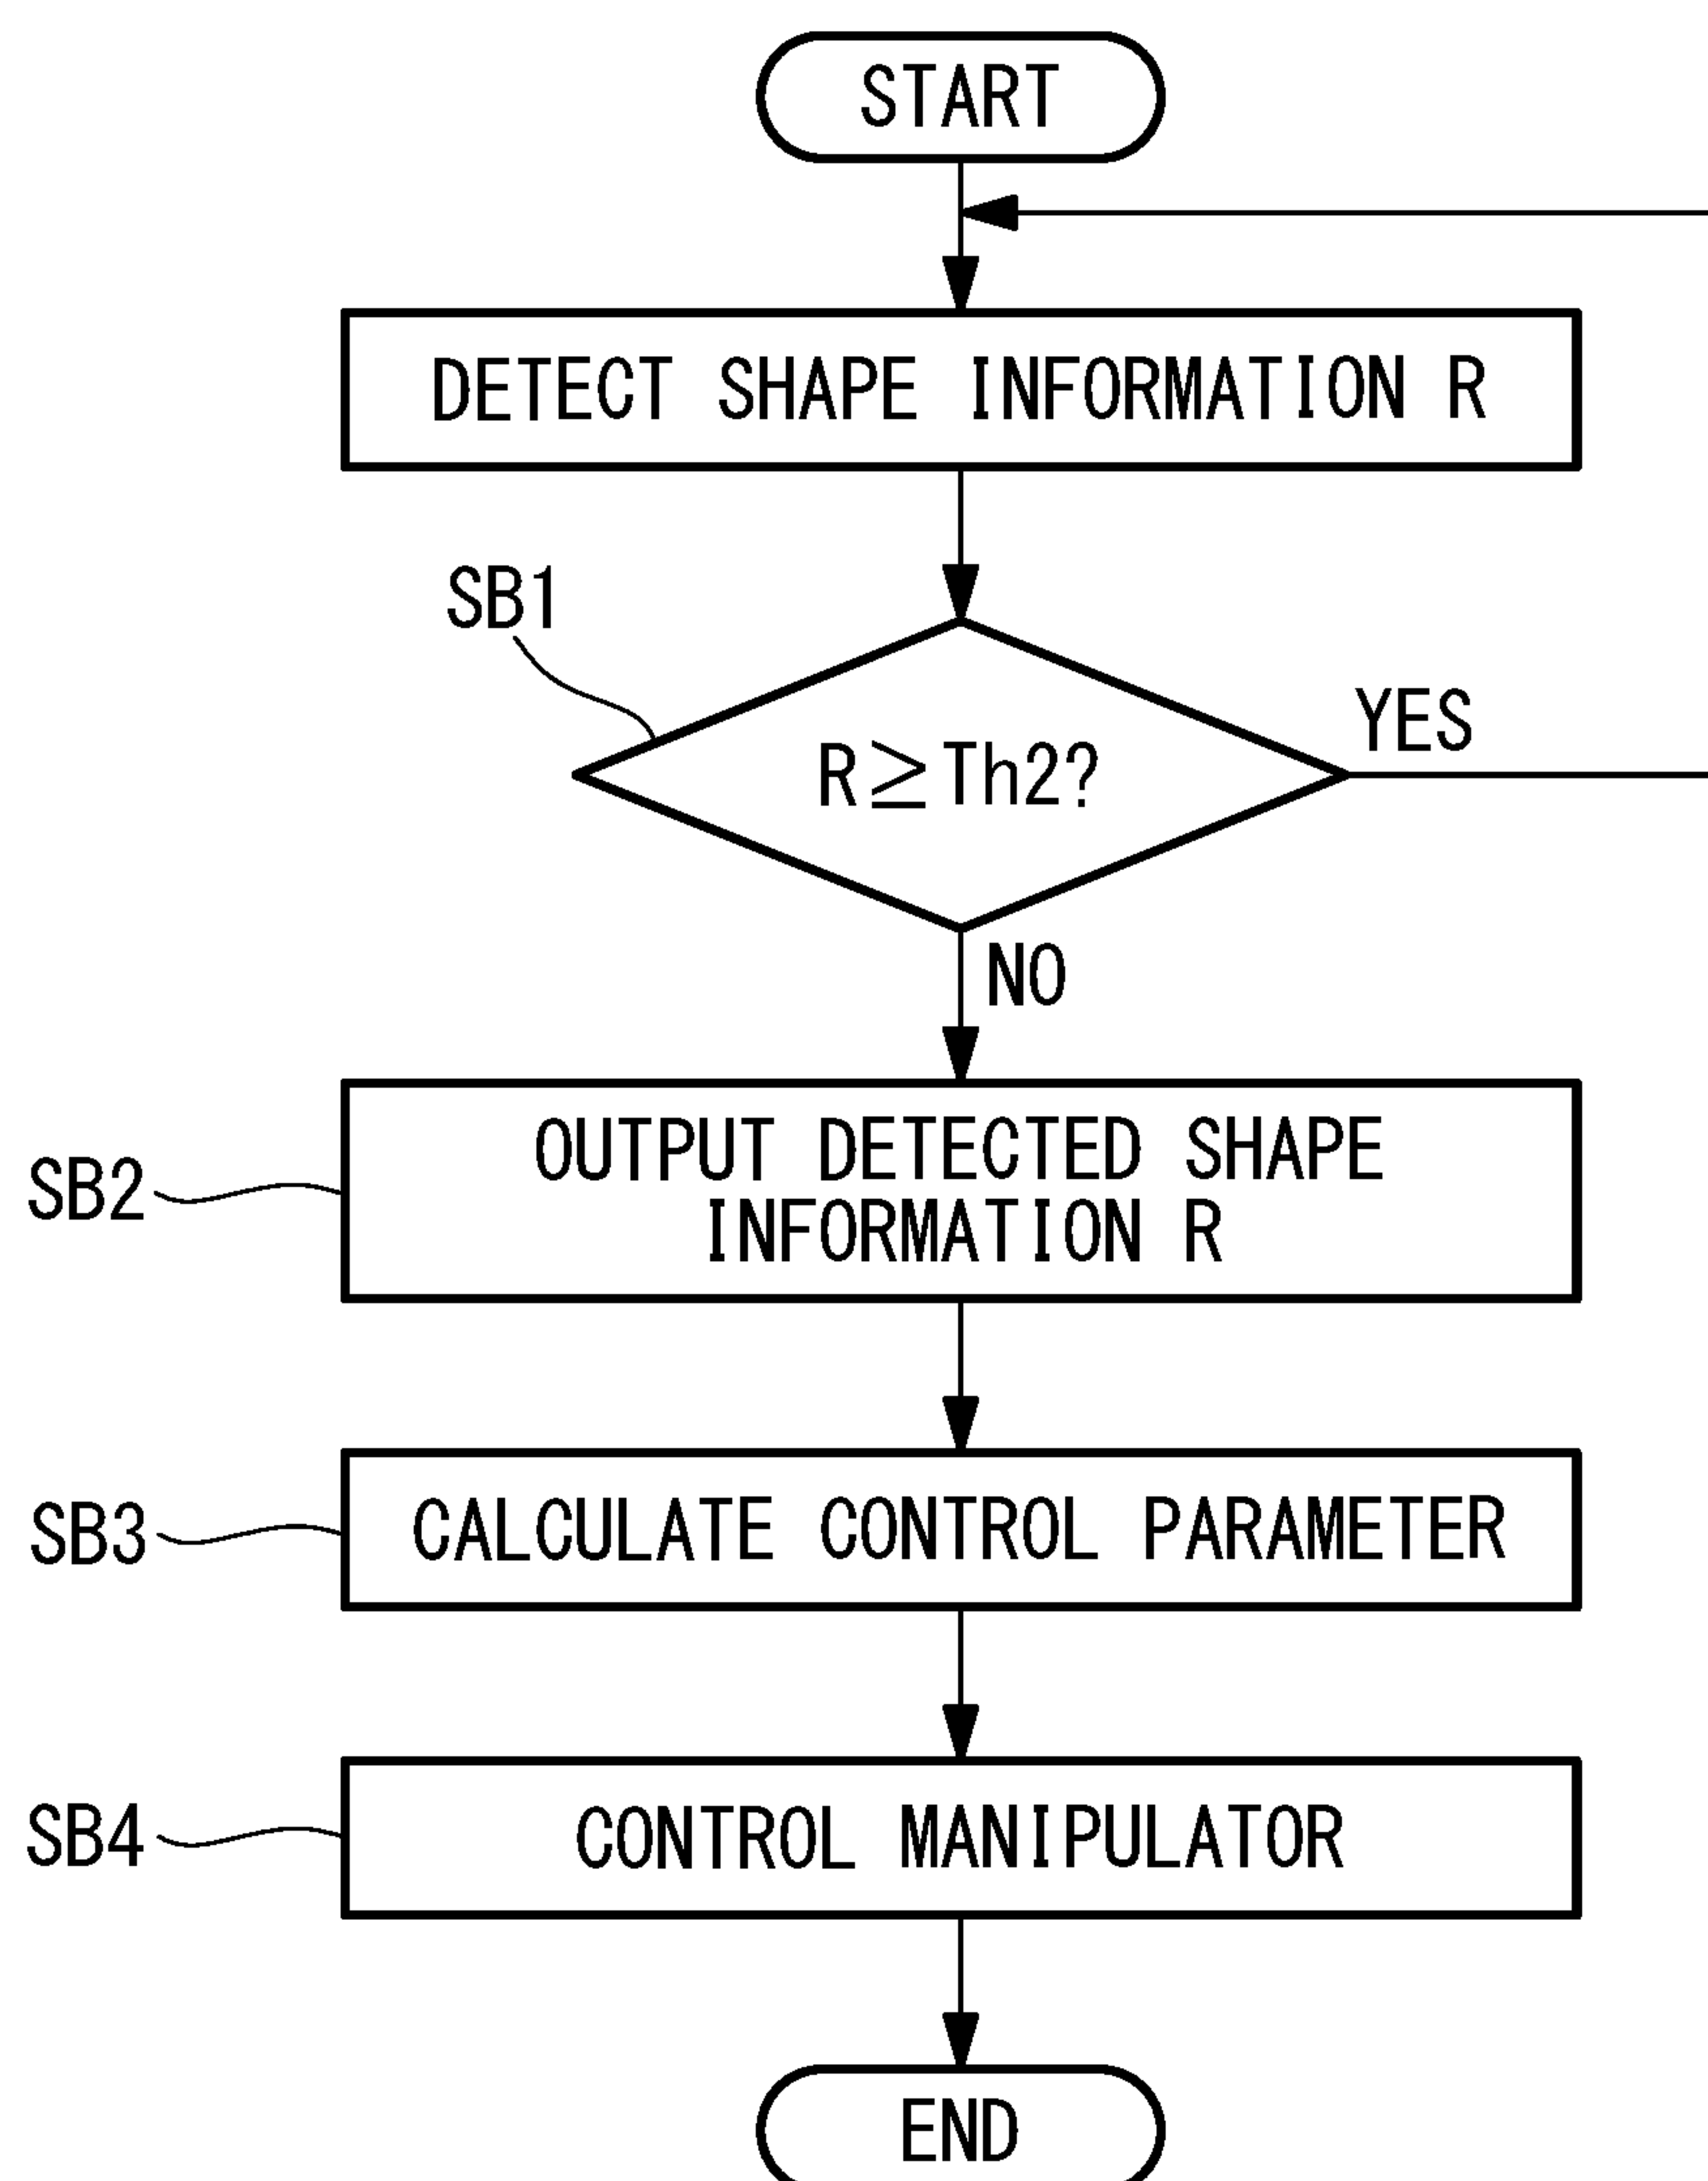 START
DETECT SHAPE INFORMATION R
SB1
YES
R≧Th2?
NO
OUTPUT DETECTED SHAPE
INFORMATION R
SB2
SB3
CALCULATE CONTROL PARAMETER
SB4
CONTROL MANIPULATOR
END